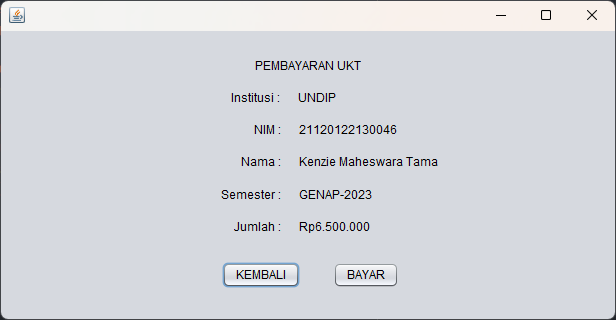 PEMBAYARAN UKT
Institusi : UNDIP
NIM : 21120122130046
Nama : Kenzie Maheswara Tama
Semester : GENAP-2023
Jumlah : Rp6.500.000
KEMBALI BAYAR